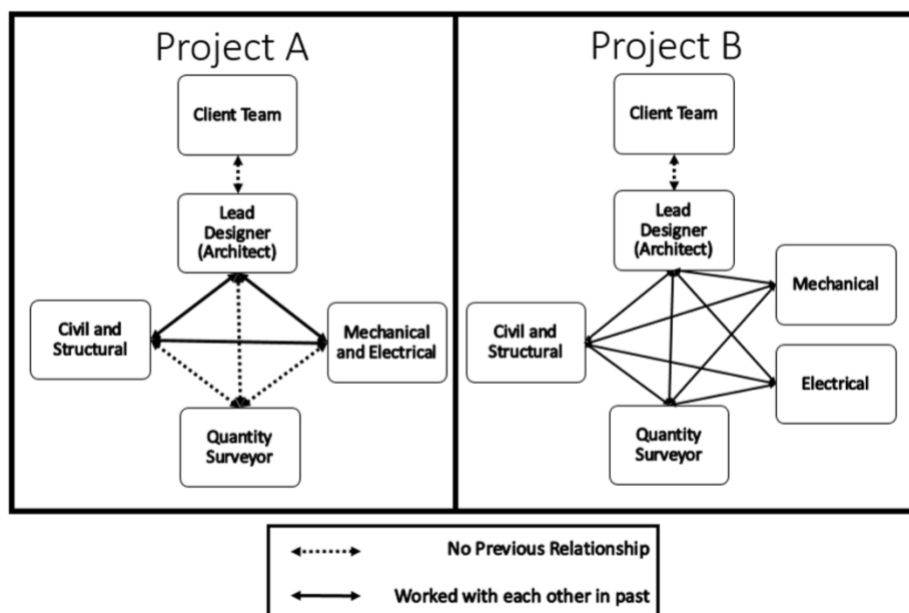 Project A
Client Team
Lead
Designer
(Architect)
Civil and
Structural
Mechanical
and Electrical
Quantity
Surveyor
Project B
Client Team
Lead
Designer
(Architect)
Mechanical
Civil and
Structural
Electrical
Quantity
Surveyor
No Previous Relationship
Worked with each other in past